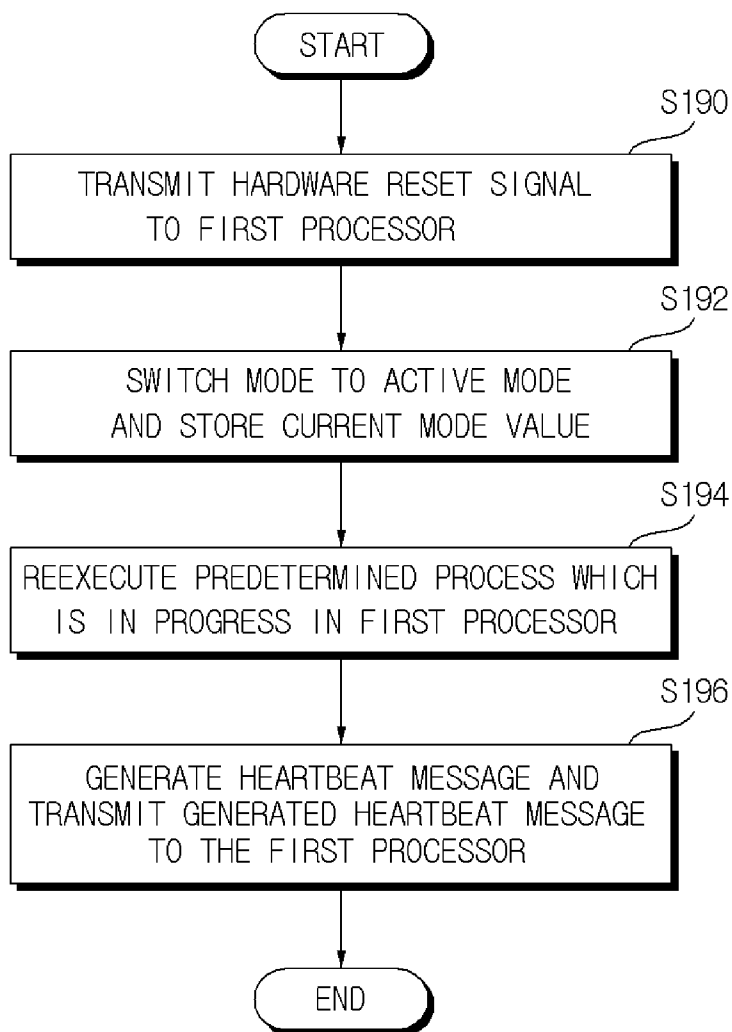 START
S190
TRANSMIT HARDWARE RESET SIGNAL
TO FIRST PROCESSOR
S192
SWITCH MODE TO ACTIVE MODE
AND STORE CURRENT MODE VALUE
S194
REEXECUTE PREDETERMINED PROCESS WHICH
IS IN PROGRESS IN FIRST PROCESSOR
S196
GENERATE HEARTBEAT MESSAGE AND
TRANSMIT GENERATED HEARTBEAT MESSAGE
TO THE FIRST PROCESSOR
END